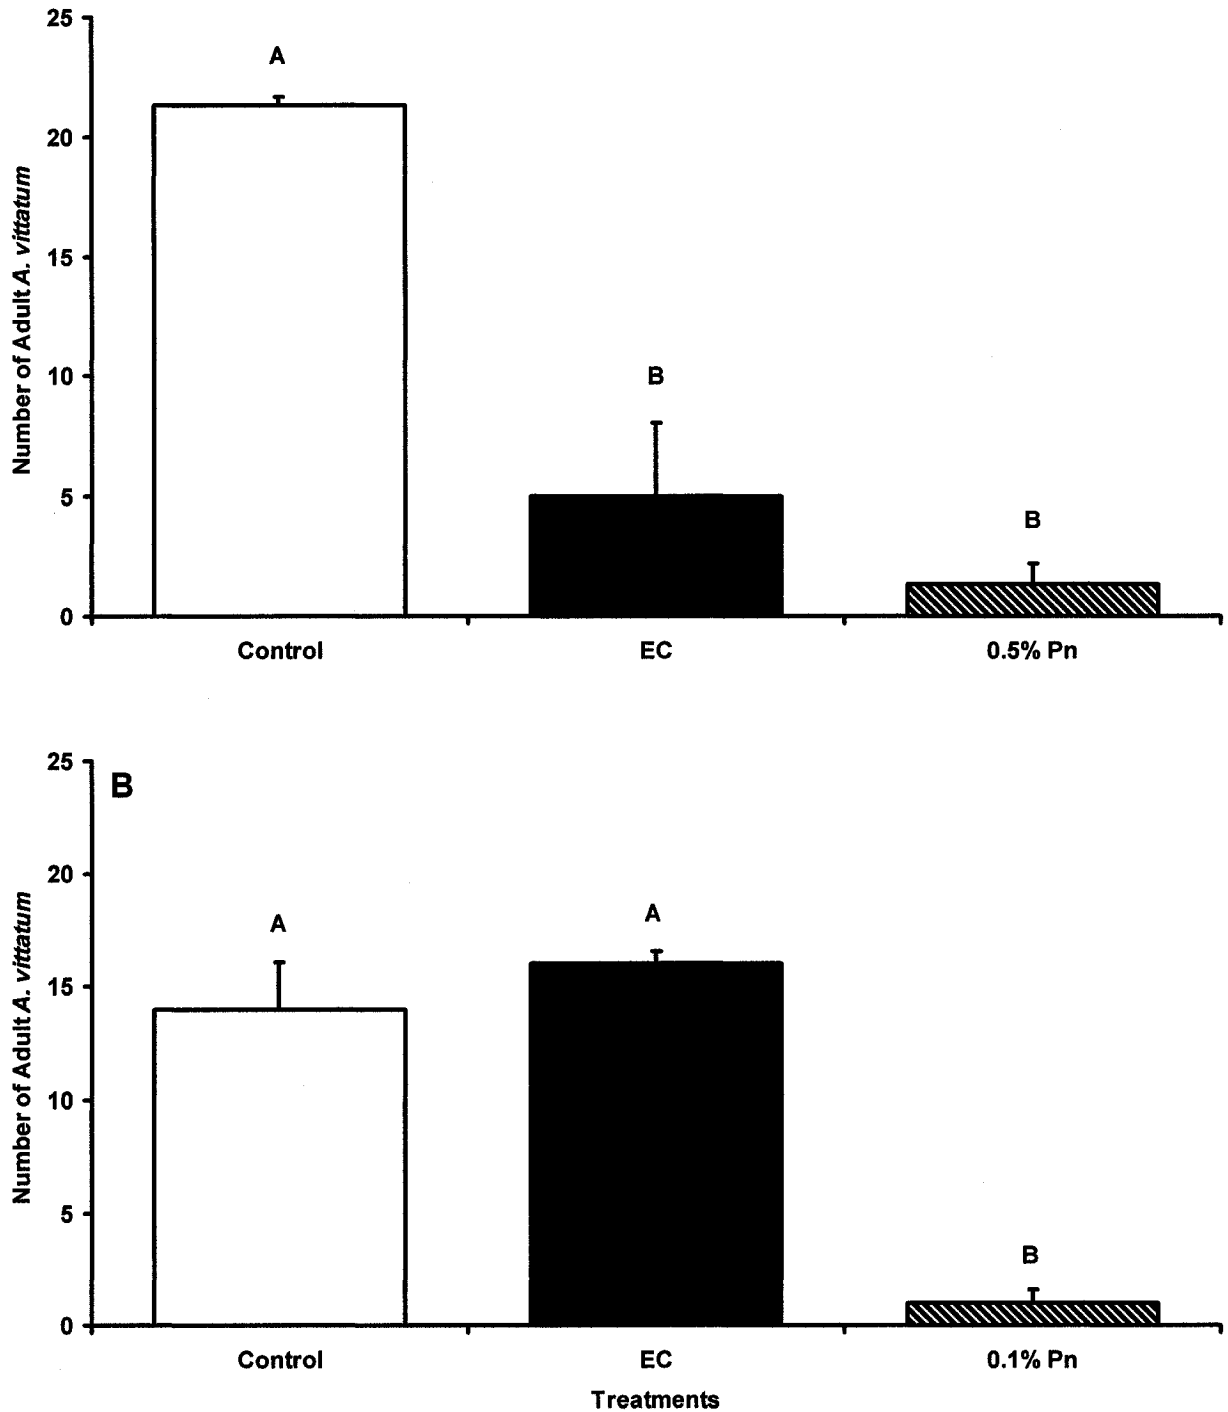 25
A
20
Number of Adult A. vittatum
15
10
B
5
B
0
Control EC 0.5% Pn
25
B
20
A A
Number of Adult A. vittatum
15
10
5
B
0
Control EC 0.1% Pn
Treatments